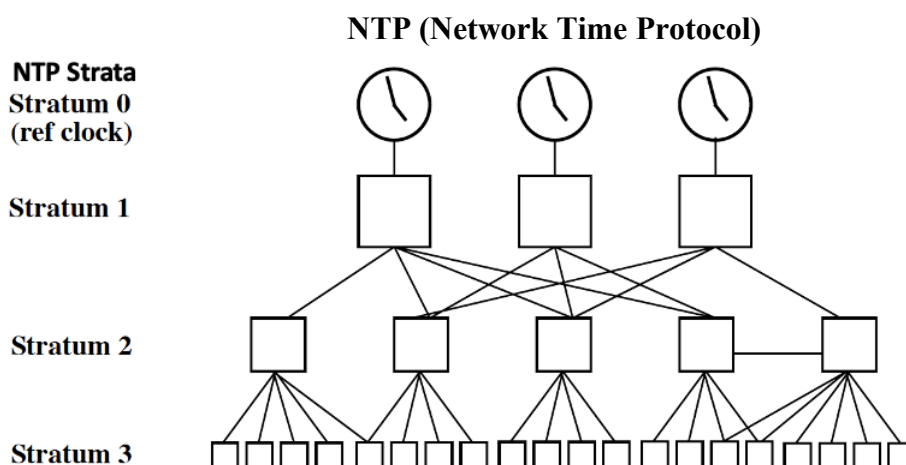 NTP (Network Time Protocol)
NTP Strata
Stratum 0
(ref clock)
Stratum 1
Stratum 2
Stratum 3